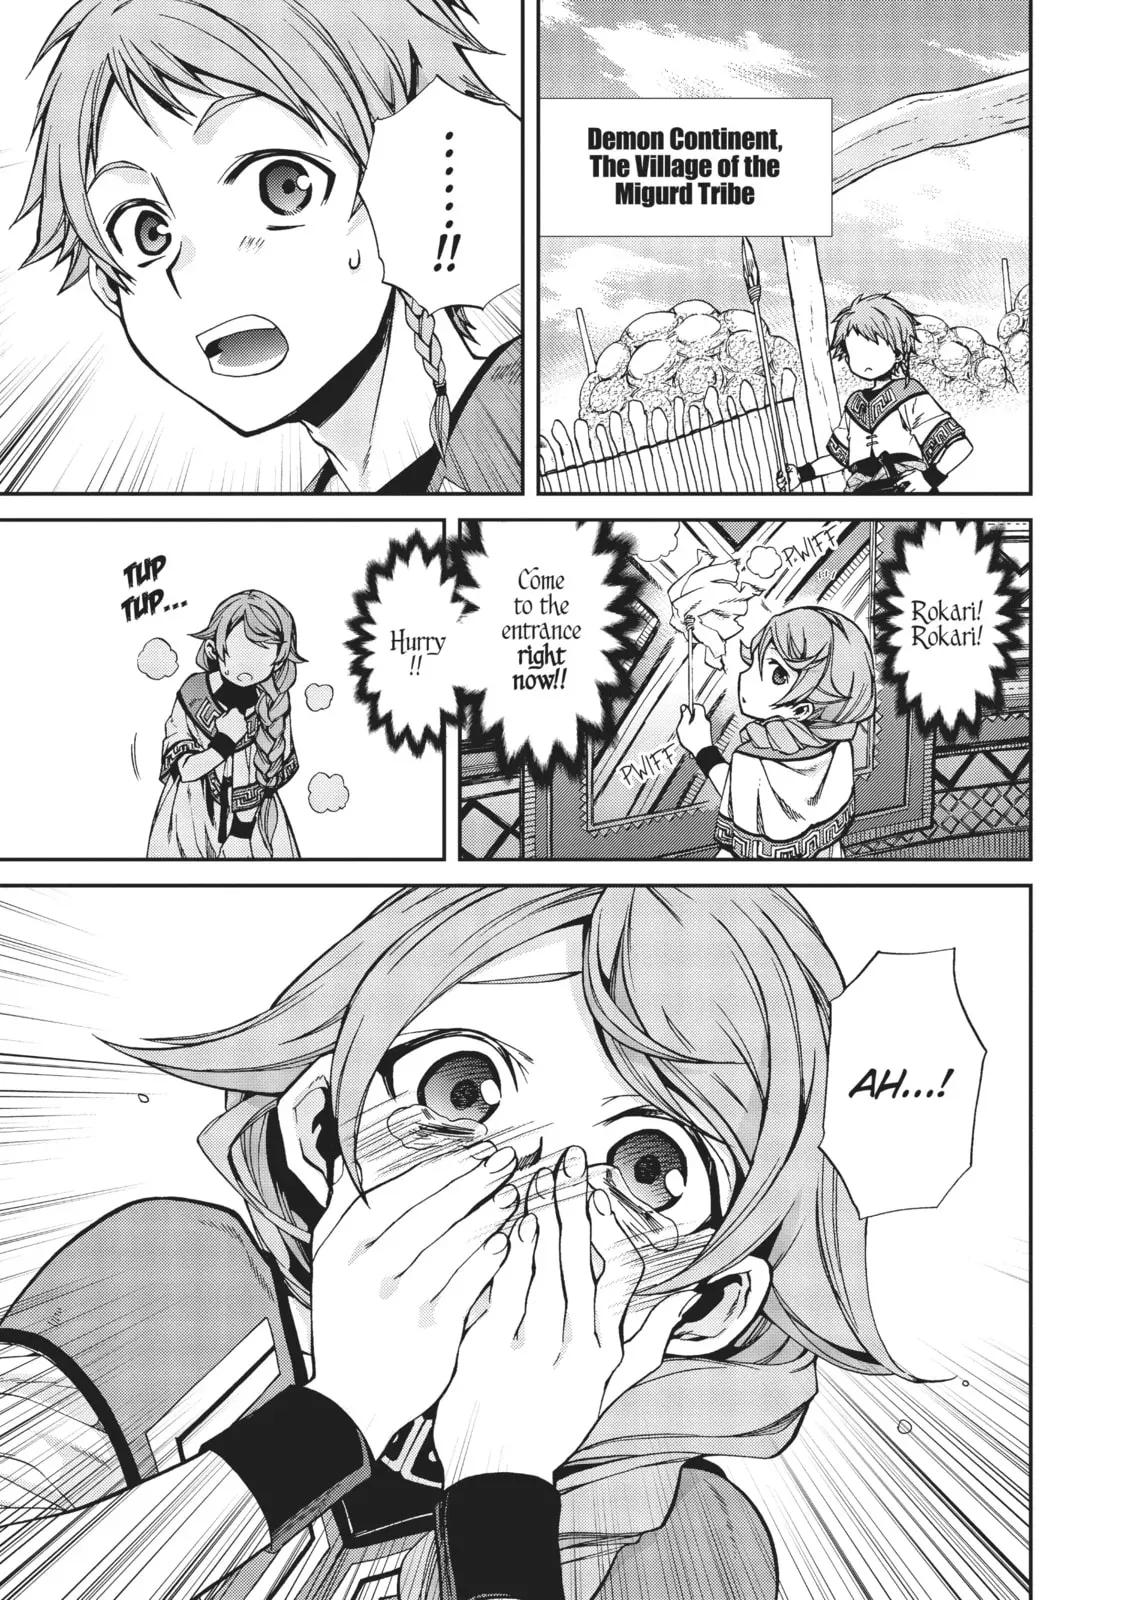 Demon Continent,
The Village of the
Migurd Tribe
......!!
PWIFF
Rokari!
Rokari!
PWIFF
Come
to the
entrance
right
now!!
Hurry
!!
TUP
TUP...
AH...!